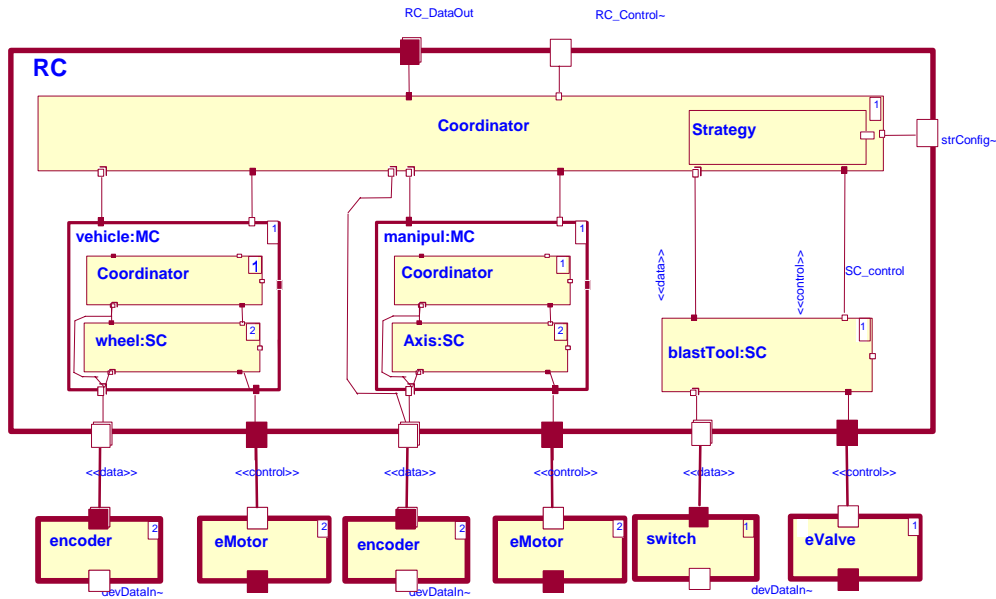 RC_DataOut
RC_Control~
RC
1
Coordinator
Strategy
strConfig~
vehicle:MC
1
manipul:MC
1
Coordinator
1
Coordinator
1
<<data>>
<<control>>
SC_control
wheel:SC
2
Axis:SC
2
blastTool:SC
1
<<data>>
<<control>>
<<data>>
<<control>>
<<data>>
<<control>>
encoder
2
eMotor
2
encoder
2
eMotor
2
switch
1
eValve
1
devDataIn~
devDataIn~
devDataIn~